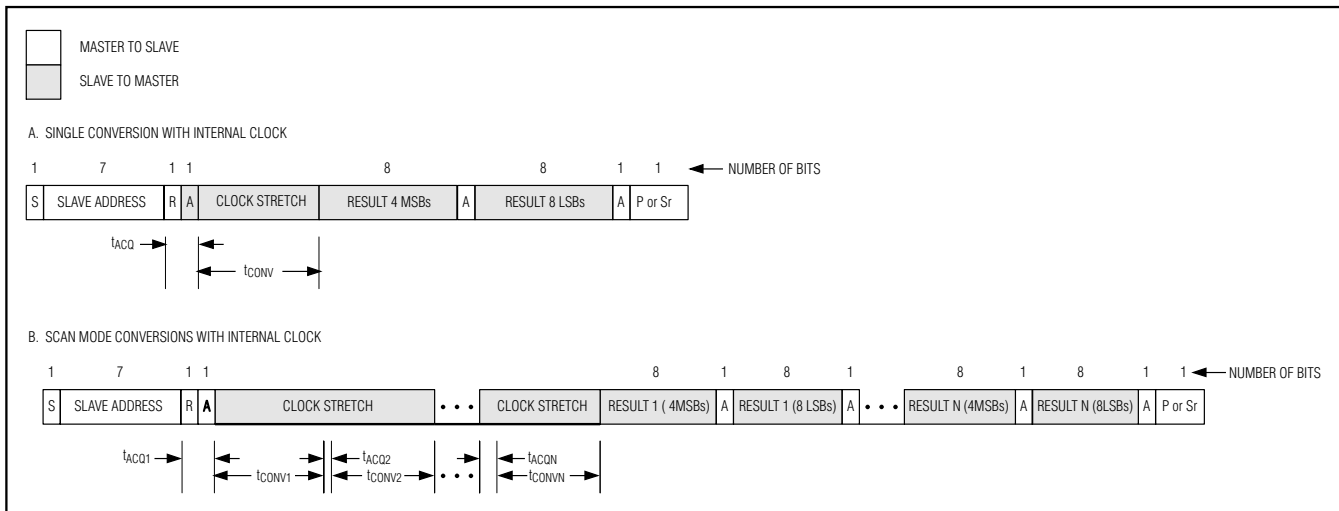 MASTER TO SLAVE
SLAVE TO MASTER
A. SINGLE CONVERSION WITH INTERNAL CLOCK
1 7 1 1 8 8 1 1 NUMBER OF BITS
S SLAVE ADDRESS R A CLOCK STRETCH RESULT 4 MSBs A RESULT 8 LSBs A P or Sr
tACQ
tCONV
B. SCAN MODE CONVERSIONS WITH INTERNAL CLOCK
1 7 1 1 8 1 8 1 8 1 8 1 1 NUMBER OF BITS
S SLAVE ADDRESS R A CLOCK STRETCH • • • CLOCK STRETCH RESULT 1 ( 4MSBs) A RESULT 1 (8 LSBs) A • • • RESULT N (4MSBs) A RESULT N (8LSBs) A P or Sr
tACQ1 tACQ2 tACQN
tCONV1 tCONV2 • • • tCONVN